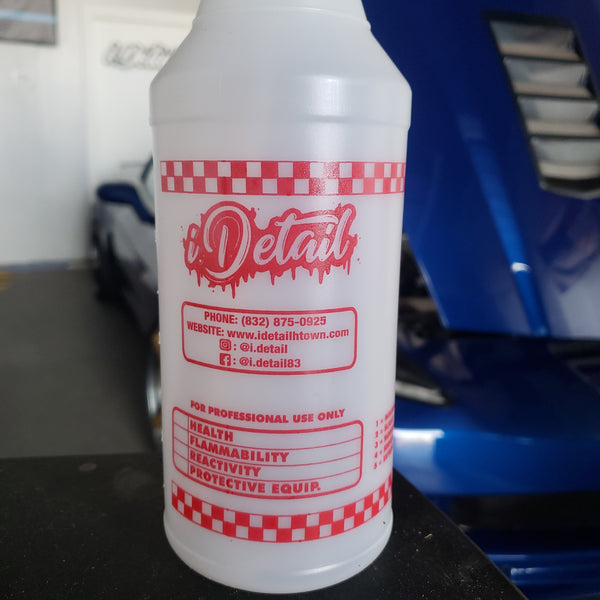 i Detail
PHONE: (832) 875-0925
WEBSITE: www.idetailhtown.com
: @i.detail
: @i.detail83
FOR PROFESSIONAL USE ONLY
HEALTH
FLAMMABILITY
REACTIVITY
PROTECTIVE EQUIP.